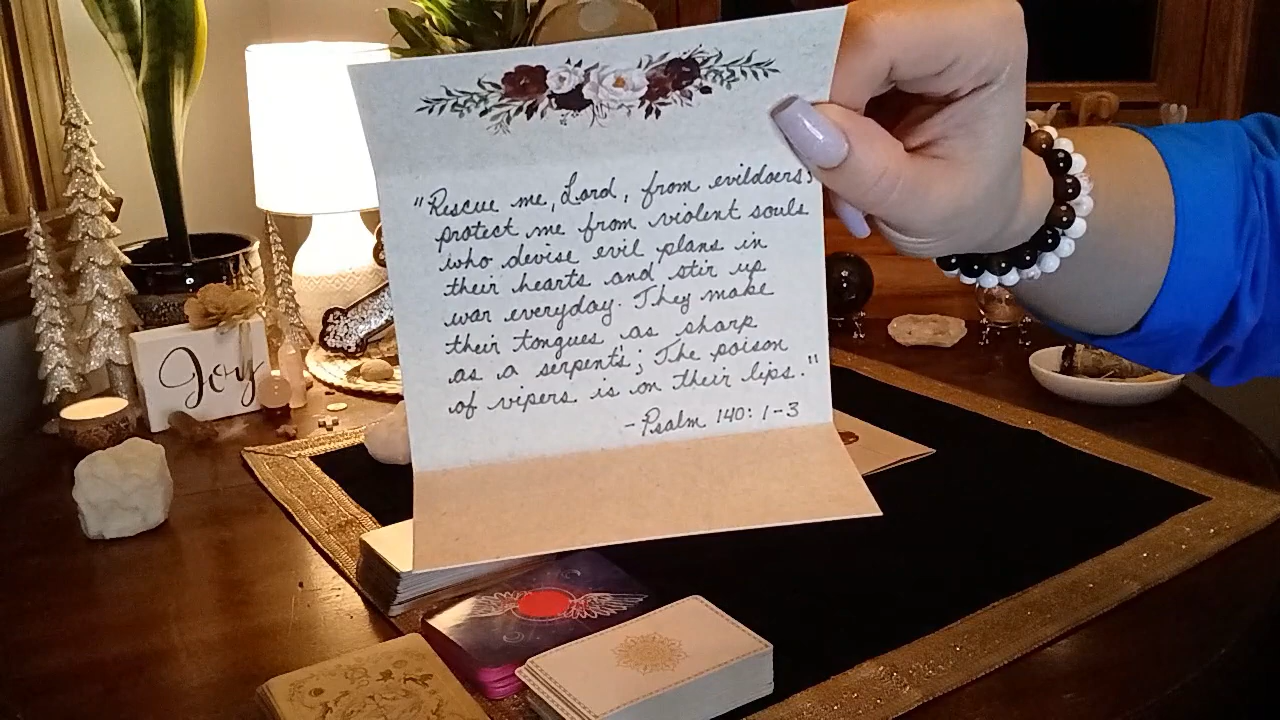 "Rescue me, Lord, from evildoers;
protect me from violent souls
who devise evil plans in
their hearts and stir up
war everyday. They make
their tongues as sharp
as a serpents; The poison
of vipers is on their lips."
- Psalm 140: 1-3
Joy